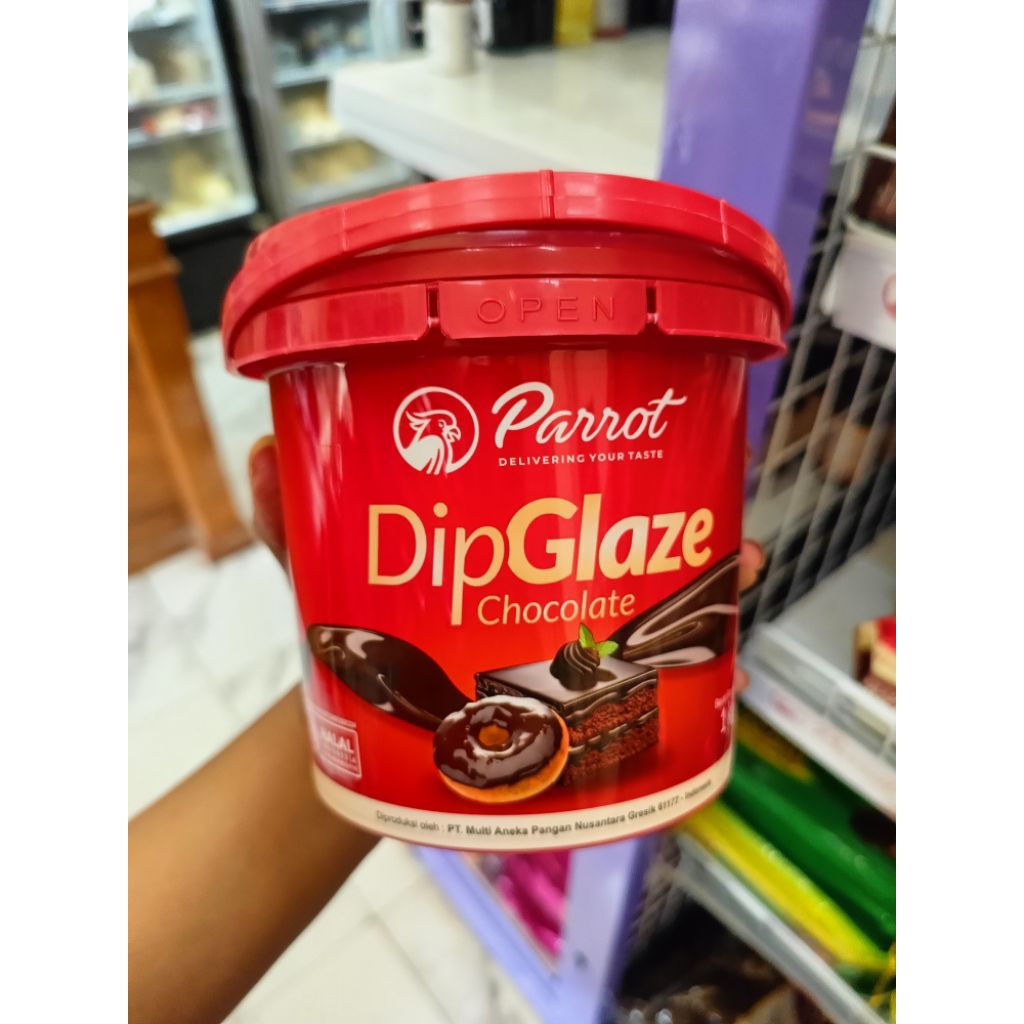 OPEN
Parrot
DELIVERING YOUR TASTE
DipGlaze
Chocolate
HALAL
Diproduksi oleh : PT. Multi Aneka Pangan Nusantara Gresik 61177 - Indonesia